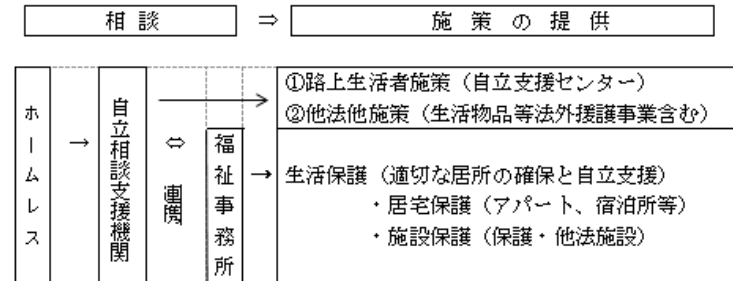 相談 ⇒ 施策の提供
ホームレス
→
自立相談支援機関
⇔ 連携
福祉事務所
→
①路上生活者施策（自立支援センター）
②他法他施策（生活物品等法外援護事業含む）
生活保護（適切な居所の確保と自立支援）
・居宅保護（アパート、宿泊所等）
・施設保護（保護・他法施設）